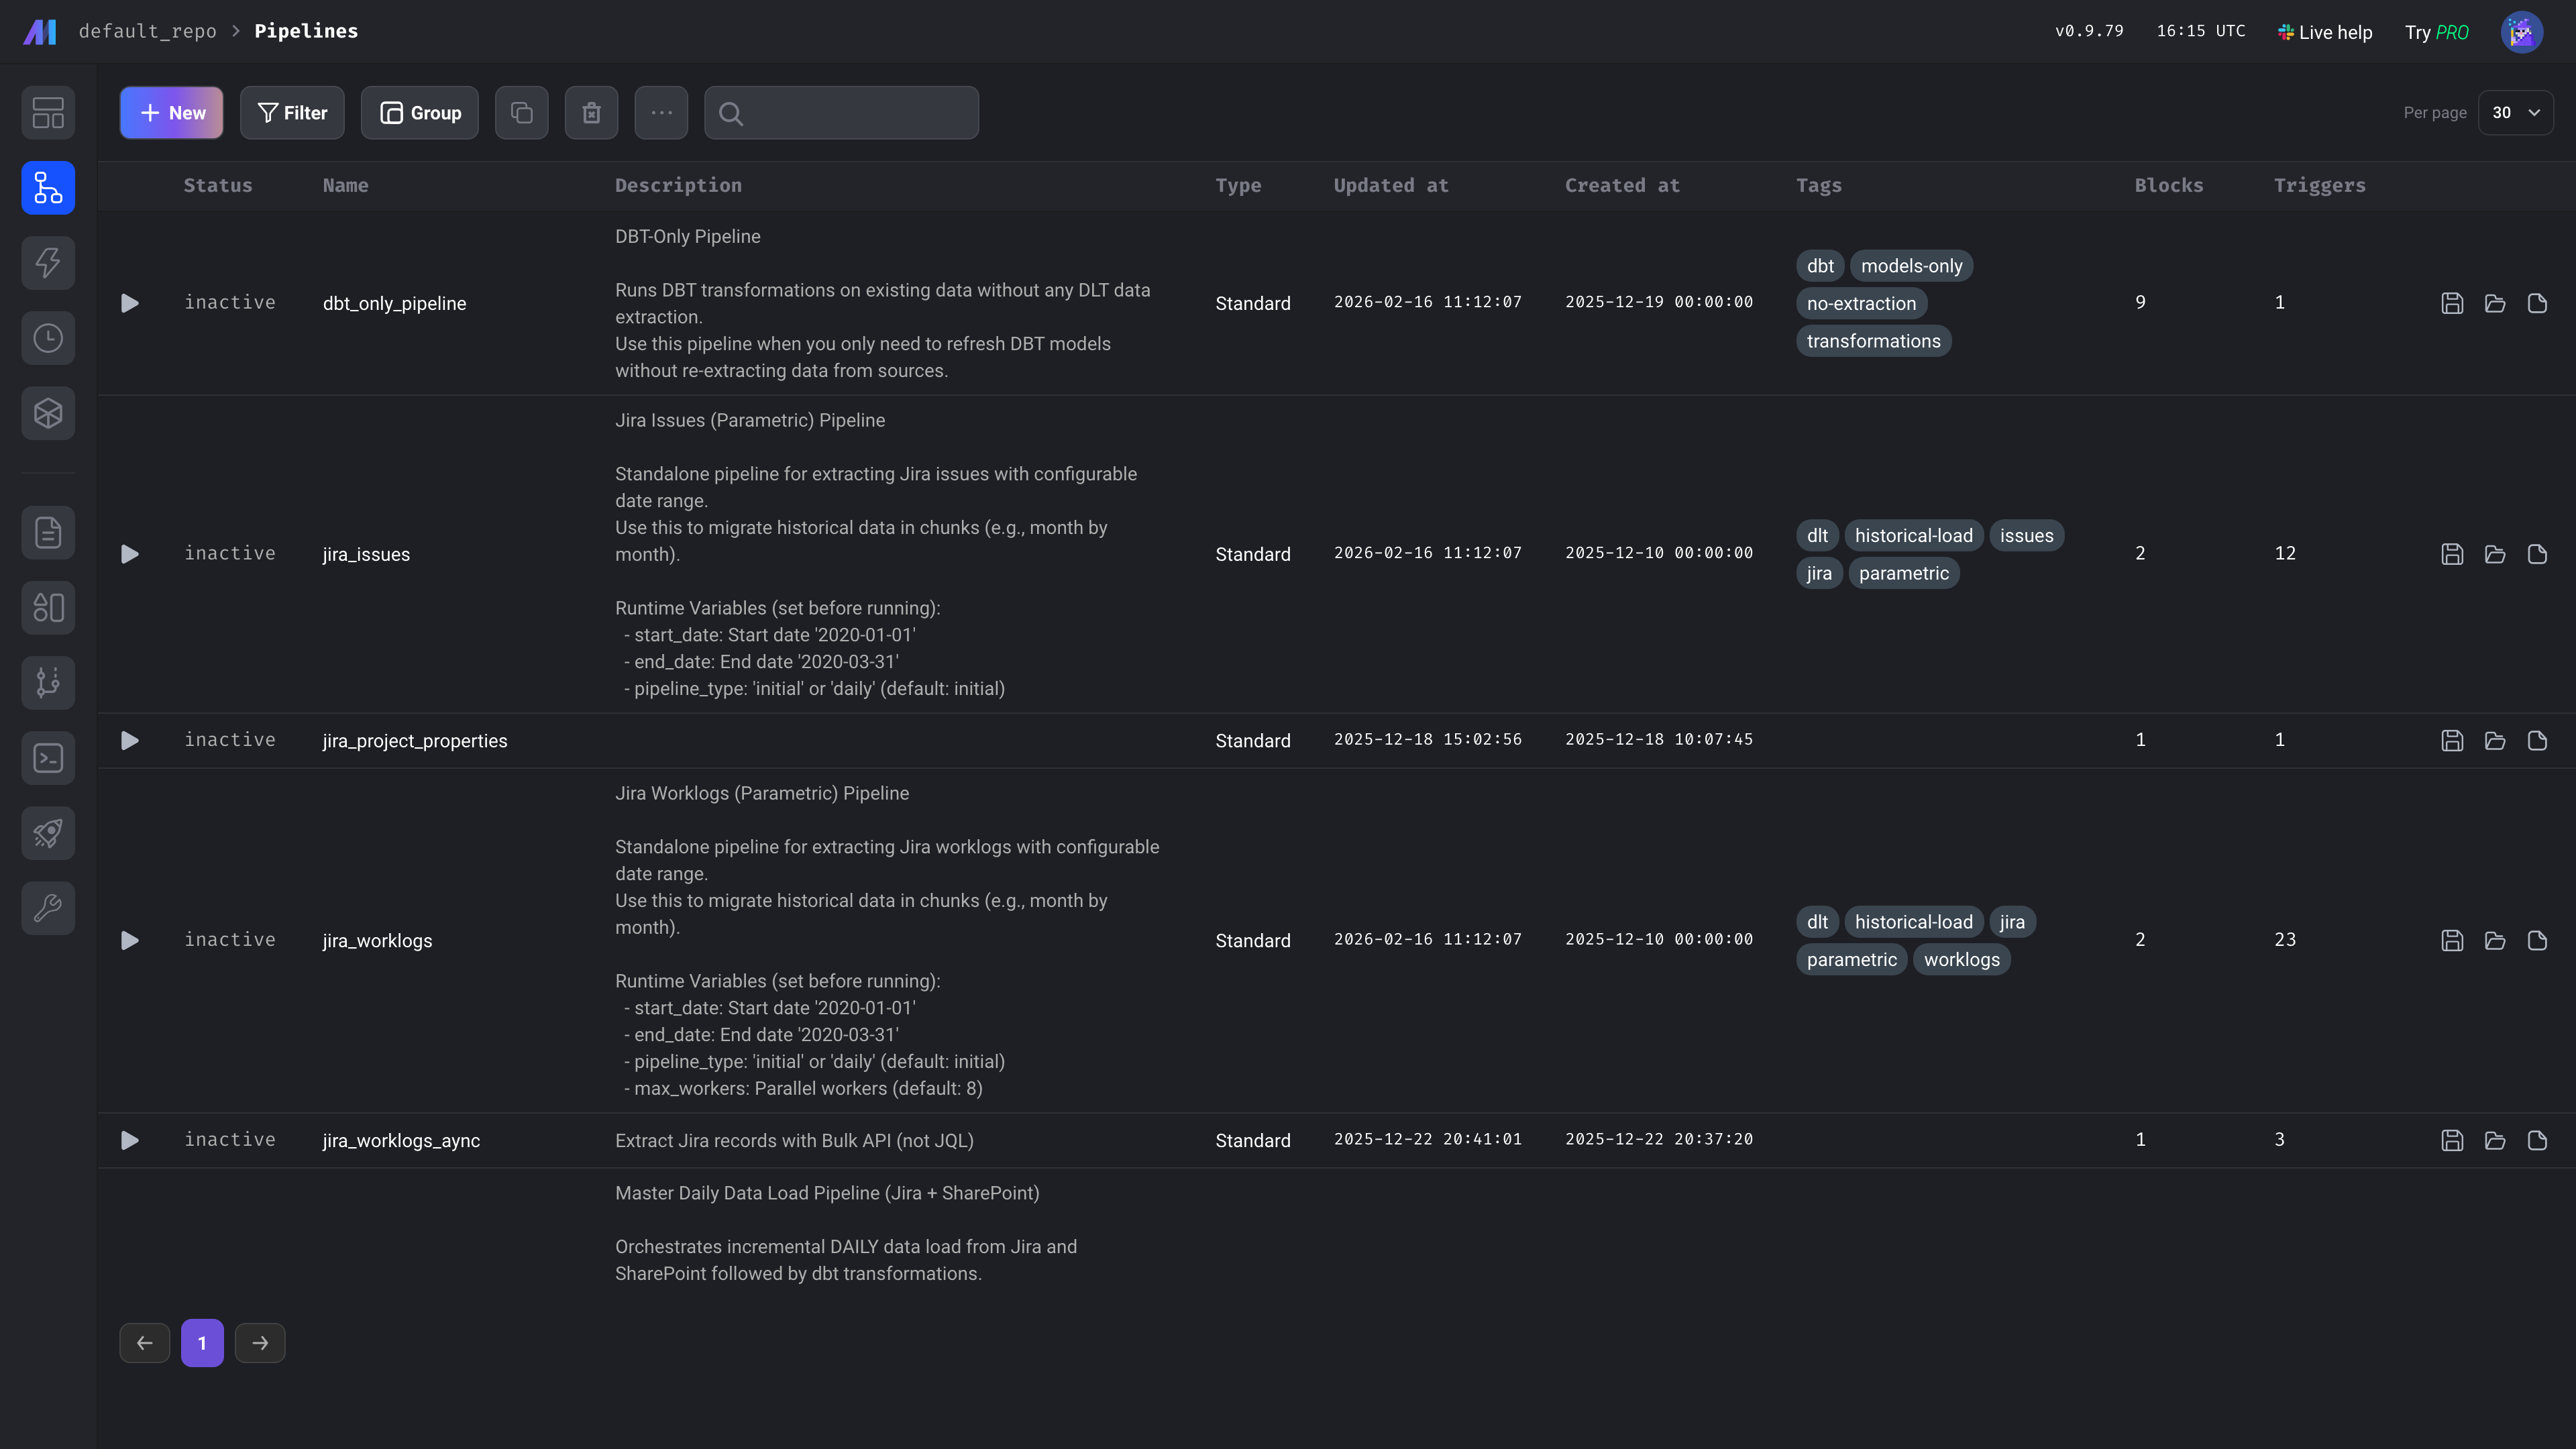 default_repo > Pipelines
v0.9.79 16:15 UTC Live help Try PRO
New Filter Group ... Per page 30
Status Name Description Type Updated at Created at Tags Blocks Triggers
DBT-Only Pipeline
Runs DBT transformations on existing data without any DLT data
extraction.
Use this pipeline when you only need to refresh DBT models
without re-extracting data from sources.
inactive dbt_only_pipeline Standard 2026-02-16 11:12:07 2025-12-19 00:00:00 9 1
dbt models-only
no-extraction
transformations
Jira Issues (Parametric) Pipeline
Standalone pipeline for extracting Jira issues with configurable
date range.
Use this to migrate historical data in chunks (e.g., month by
month).
Runtime Variables (set before running):
- start_date: Start date '2020-01-01'
- end_date: End date '2020-03-31'
- pipeline_type: 'initial' or 'daily' (default: initial)
inactive jira_issues Standard 2026-02-16 11:12:07 2025-12-10 00:00:00 2 12
dlt historical-load issues
jira parametric
inactive jira_project_properties Standard 2025-12-18 15:02:56 2025-12-18 10:07:45 1 1
Jira Worklogs (Parametric) Pipeline
Standalone pipeline for extracting Jira worklogs with configurable
date range.
Use this to migrate historical data in chunks (e.g., month by
month).
Runtime Variables (set before running):
- start_date: Start date '2020-01-01'
- end_date: End date '2020-03-31'
- pipeline_type: 'initial' or 'daily' (default: initial)
- max_workers: Parallel workers (default: 8)
inactive jira_worklogs Standard 2026-02-16 11:12:07 2025-12-10 00:00:00 2 23
dlt historical-load jira
parametric worklogs
inactive jira_worklogs_aync Extract Jira records with Bulk API (not JQL) Standard 2025-12-22 20:41:01 2025-12-22 20:37:20 1 3
Master Daily Data Load Pipeline (Jira + SharePoint)
Orchestrates incremental DAILY data load from Jira and
SharePoint followed by dbt transformations.
1